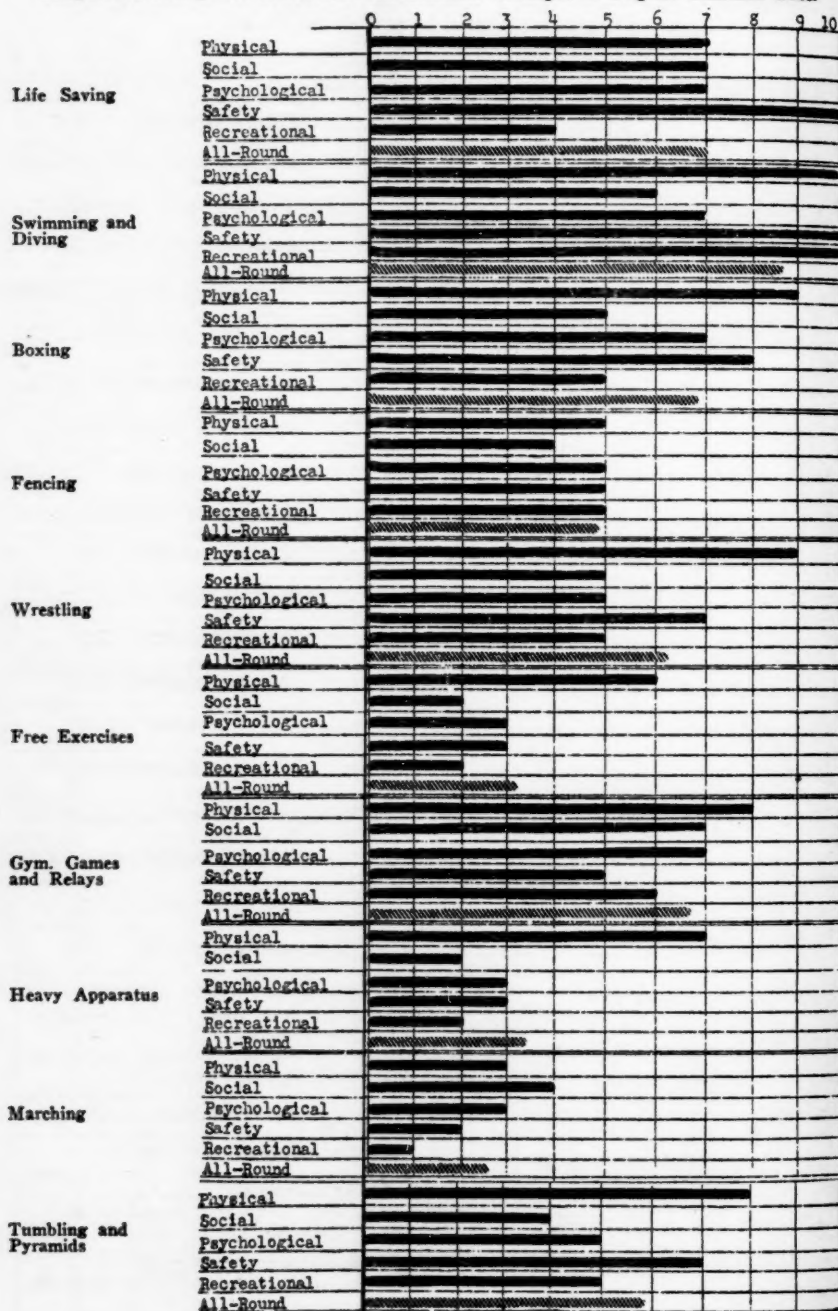 0 1 2 3 4 5 6 7 8 9 10
Life Saving
Physical
Social
Psychological
Safety
Recreational
All-Round
Swimming and
Diving
Physical
Social
Psychological
Safety
Recreational
All-Round
Boxing
Physical
Social
Psychological
Safety
Recreational
All-Round
Fencing
Physical
Social
Psychological
Safety
Recreational
All-Round
Wrestling
Physical
Social
Psychological
Safety
Recreational
All-Round
Free Exercises
Physical
Social
Psychological
Safety
Recreational
All-Round
Gym. Games
and Relays
Physical
Social
Psychological
Safety
Recreational
All-Round
Heavy Apparatus
Physical
Social
Psychological
Safety
Recreational
All-Round
Marching
Physical
Social
Psychological
Safety
Recreational
All-Round
Tumbling and
Pyramids
Physical
Social
Psychological
Safety
Recreational
All-Round